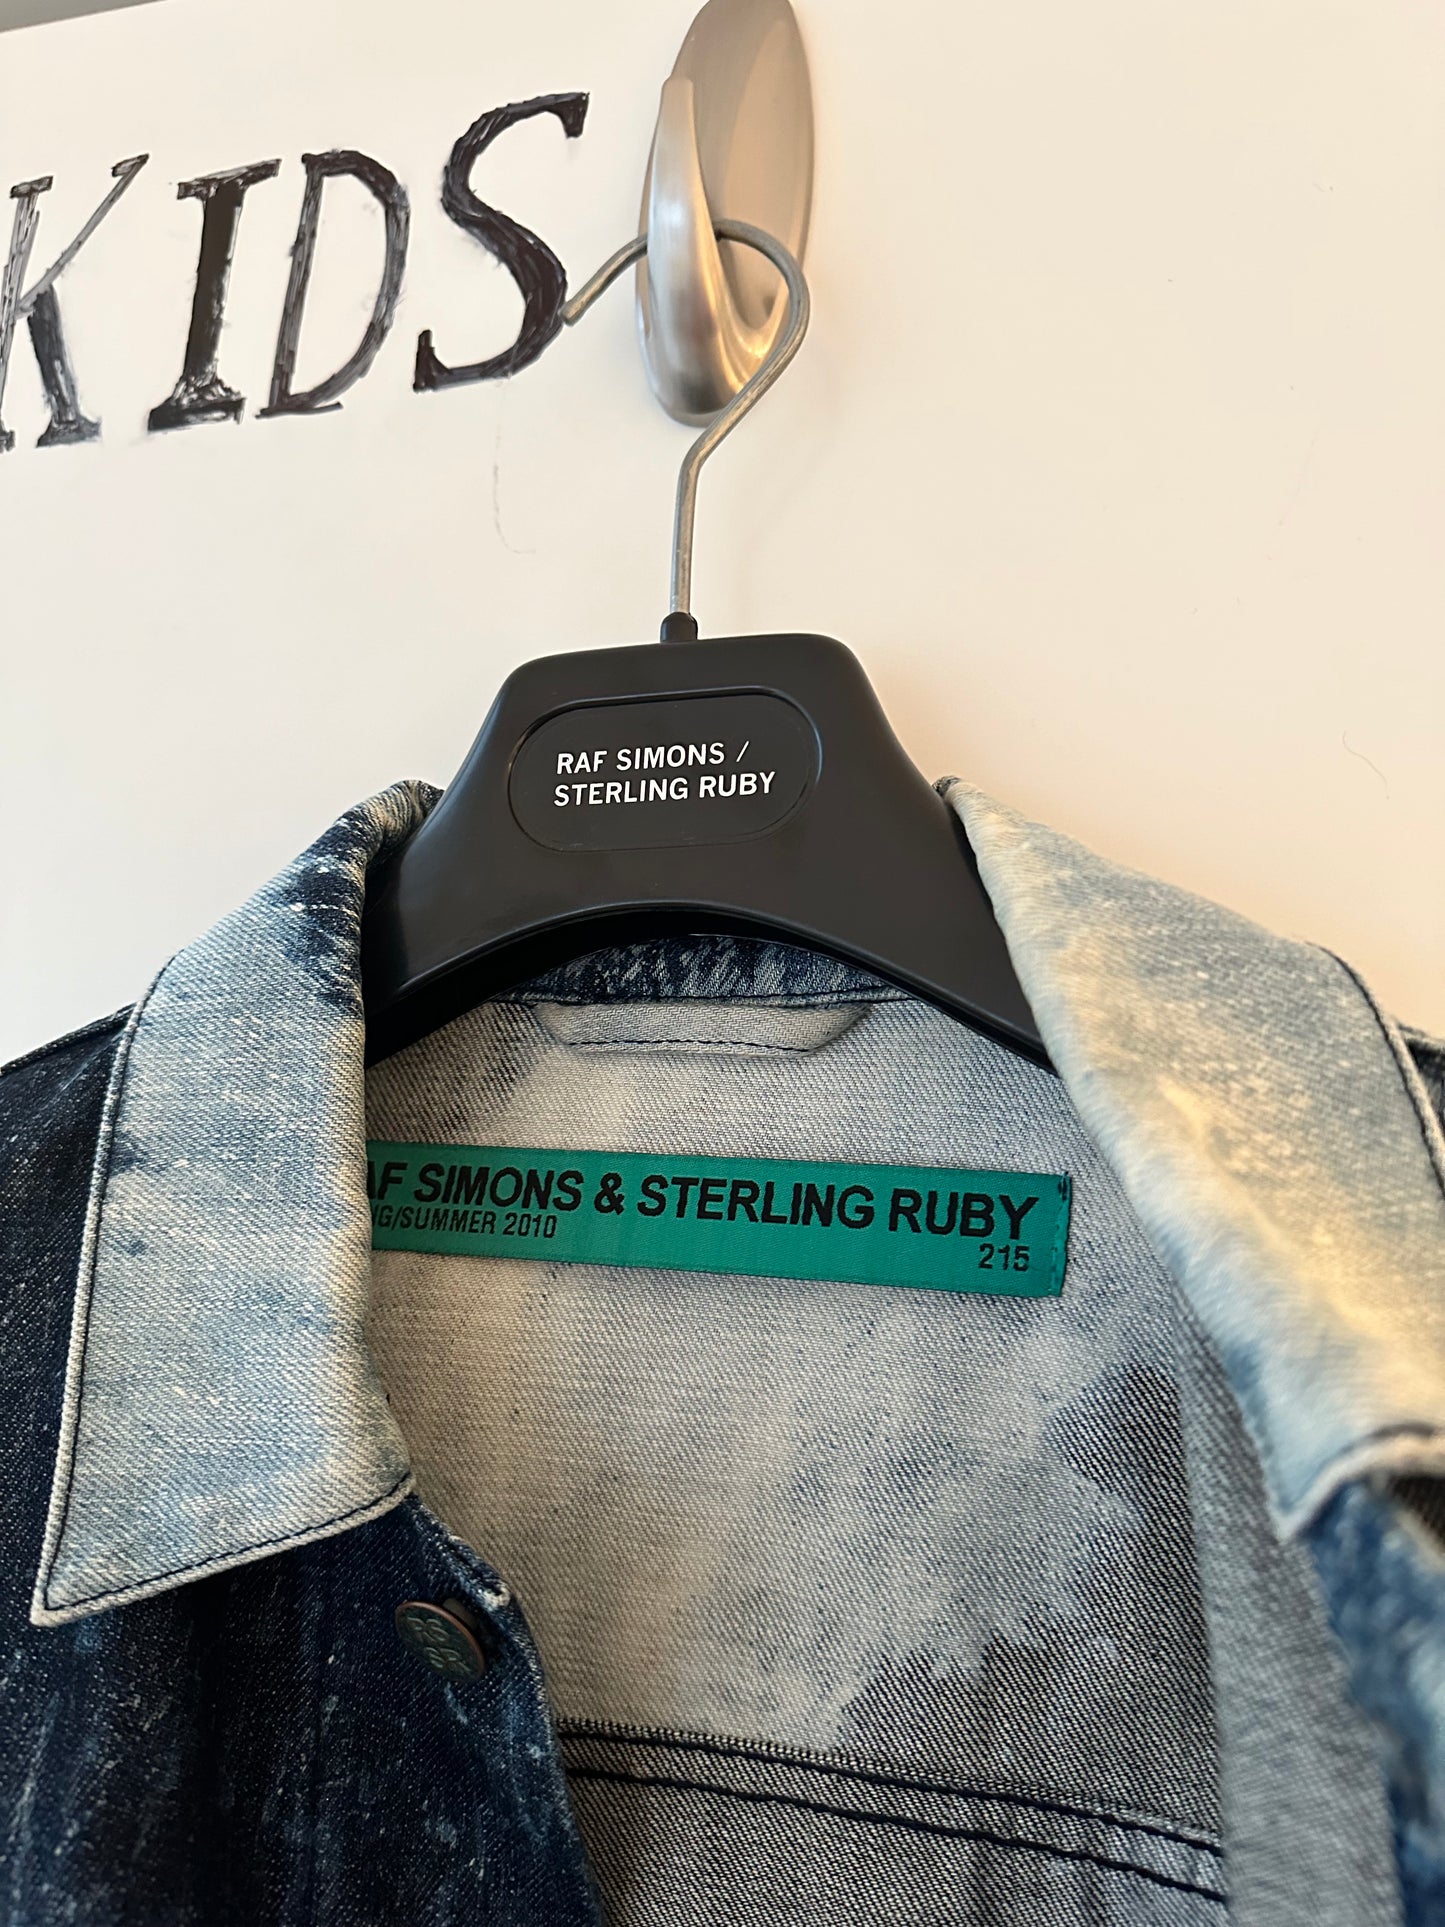 KIDS
RAF SIMONS /
STERLING RUBY
AF SIMONS & STERLING RUBY
G/SUMMER 2010
215